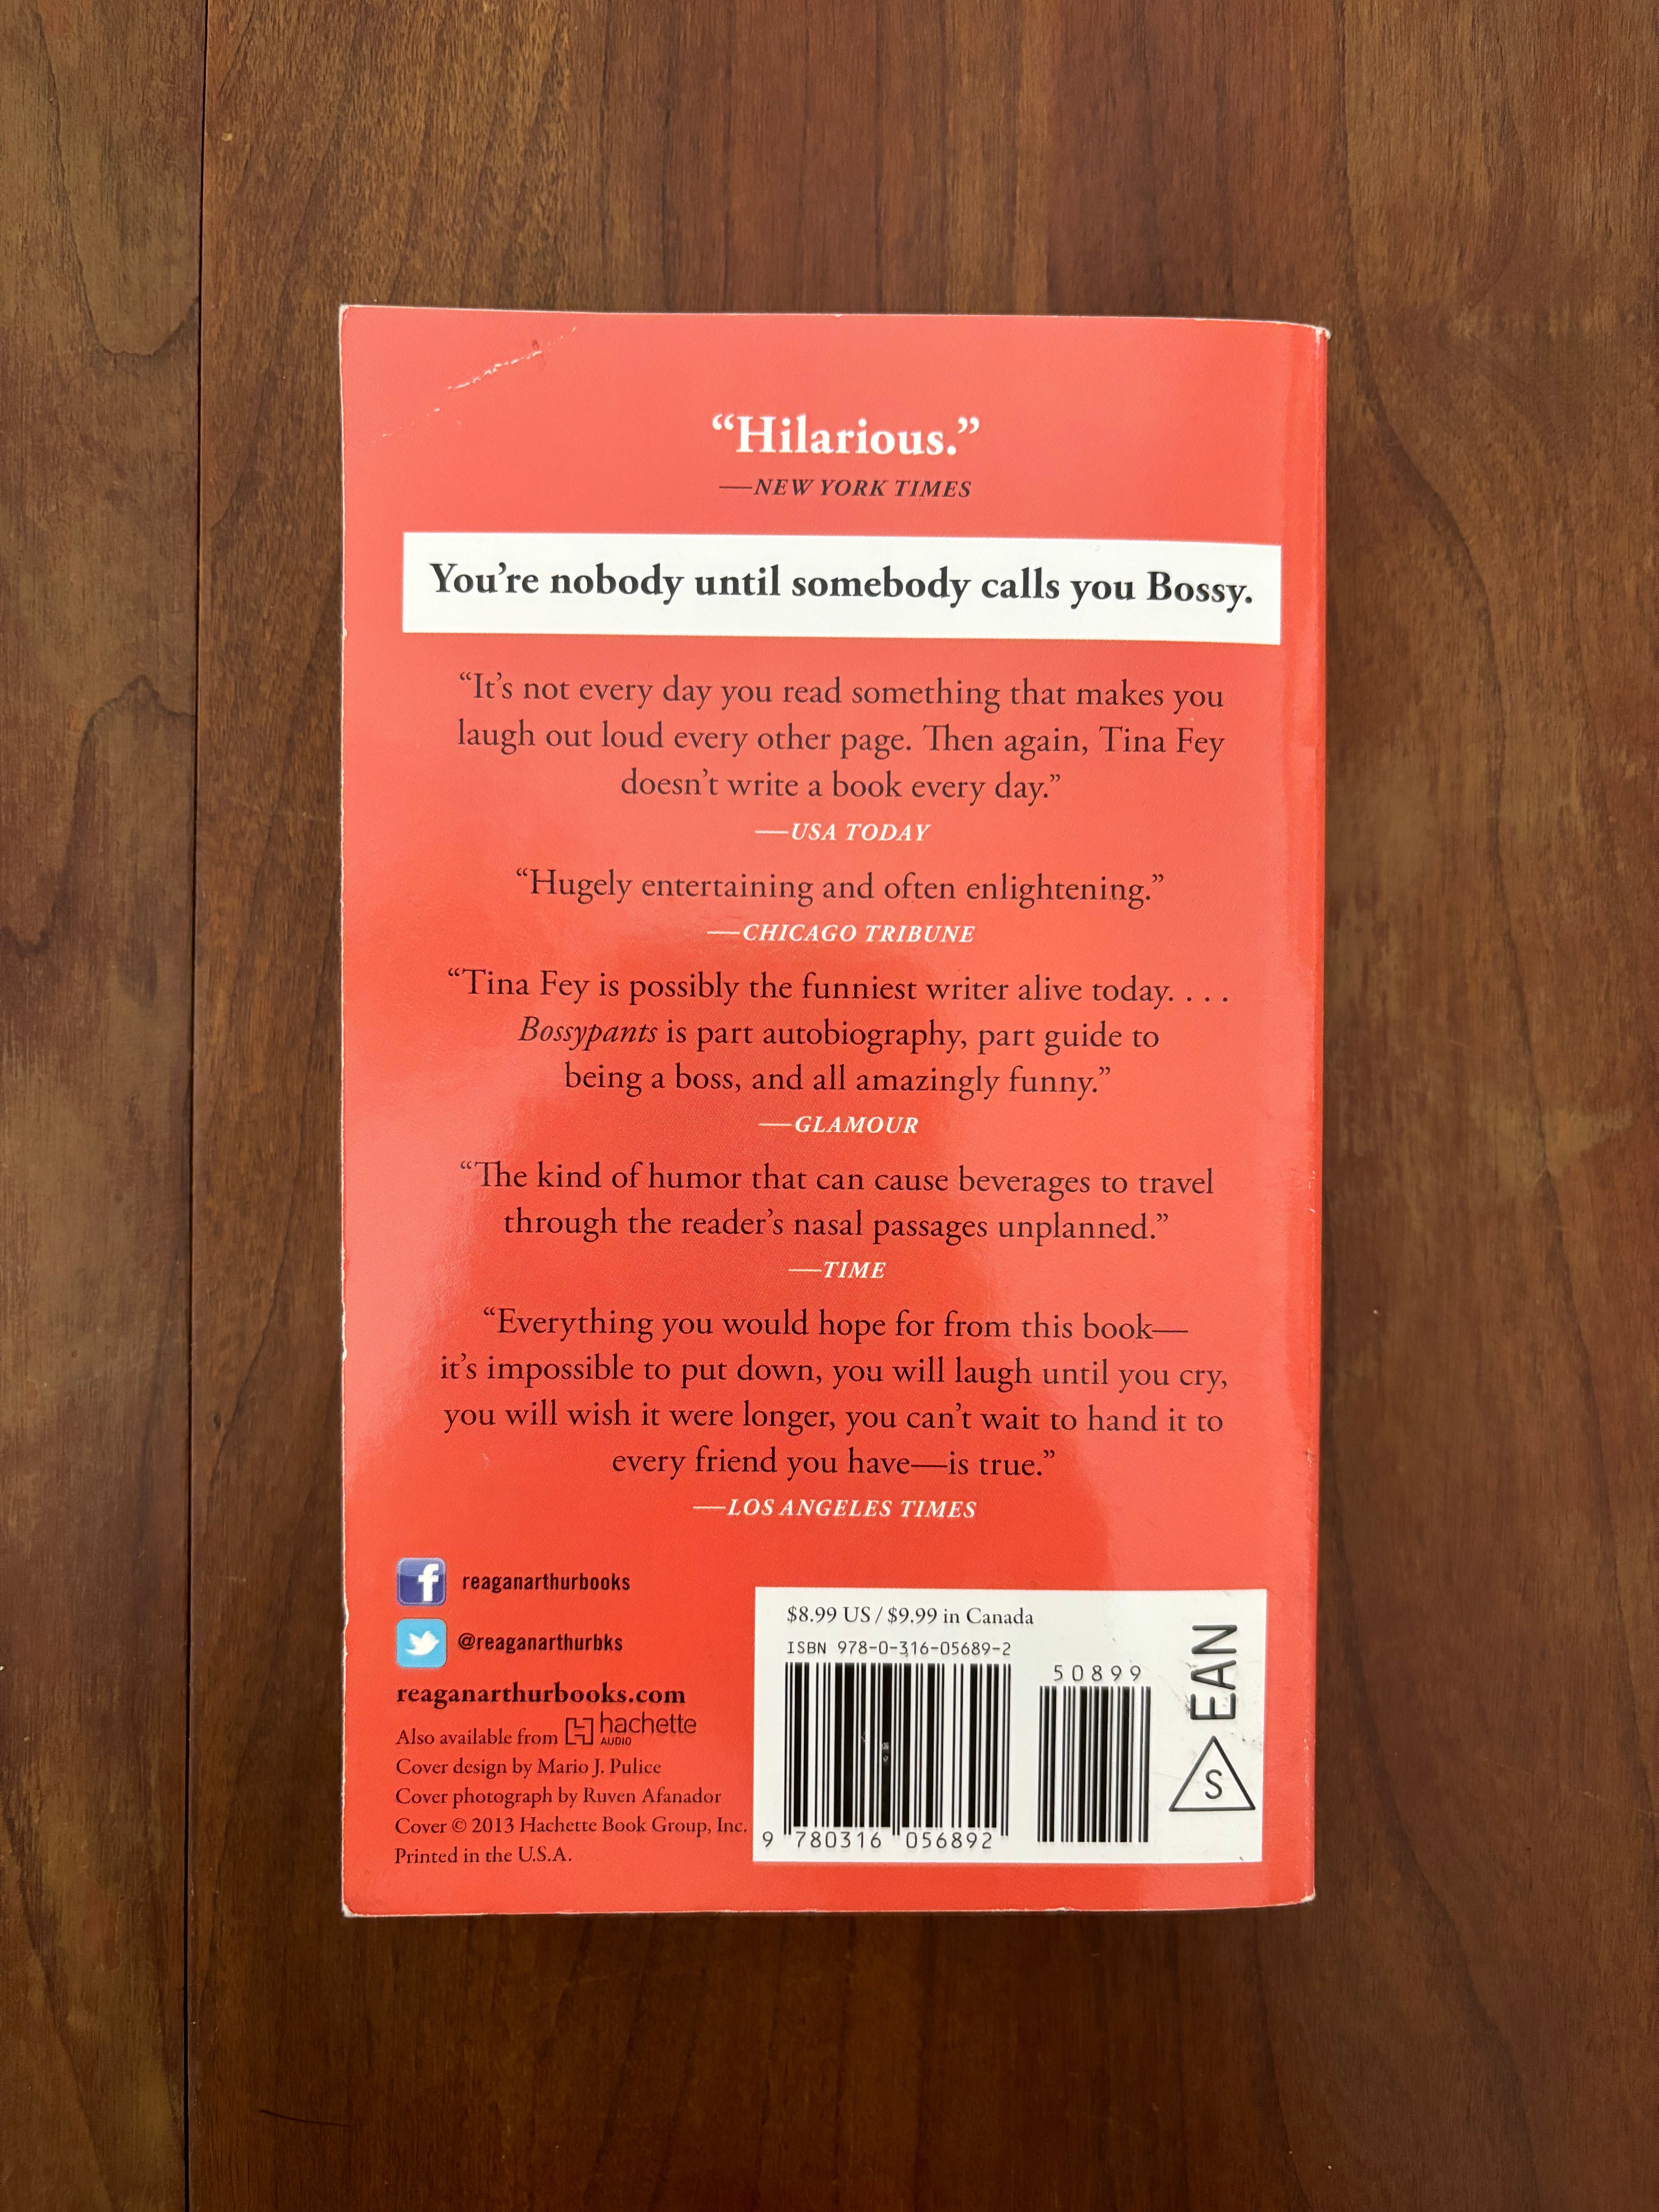 “Hilarious.”
—NEW YORK TIMES
You’re nobody until somebody calls you Bossy.
“It’s not every day you read something that makes you
laugh out loud every other page. Then again, Tina Fey
doesn’t write a book every day.”
—USA TODAY
“Hugely entertaining and often enlightening.”
—CHICAGO TRIBUNE
“Tina Fey is possibly the funniest writer alive today. . . .
Bossypants is part autobiography, part guide to
being a boss, and all amazingly funny.”
—GLAMOUR
“The kind of humor that can cause beverages to travel
through the reader’s nasal passages unplanned.”
—TIME
“Everything you would hope for from this book—
it’s impossible to put down, you will laugh until you cry,
you will wish it were longer, you can’t wait to hand it to
every friend you have—is true.”
—LOS ANGELES TIMES
f reaganarthurbooks
@reaganarthurbks
reaganarthurbooks.com
Also available from hachette
AUDIO
Cover design by Mario J. Pulice
Cover photograph by Ruven Afanador
Cover © 2013 Hachette Book Group, Inc.
Printed in the U.S.A.
$8.99 US / $9.99 in Canada
ISBN 978-0-316-05689-2
50899
9 780316 056892
EAN
S